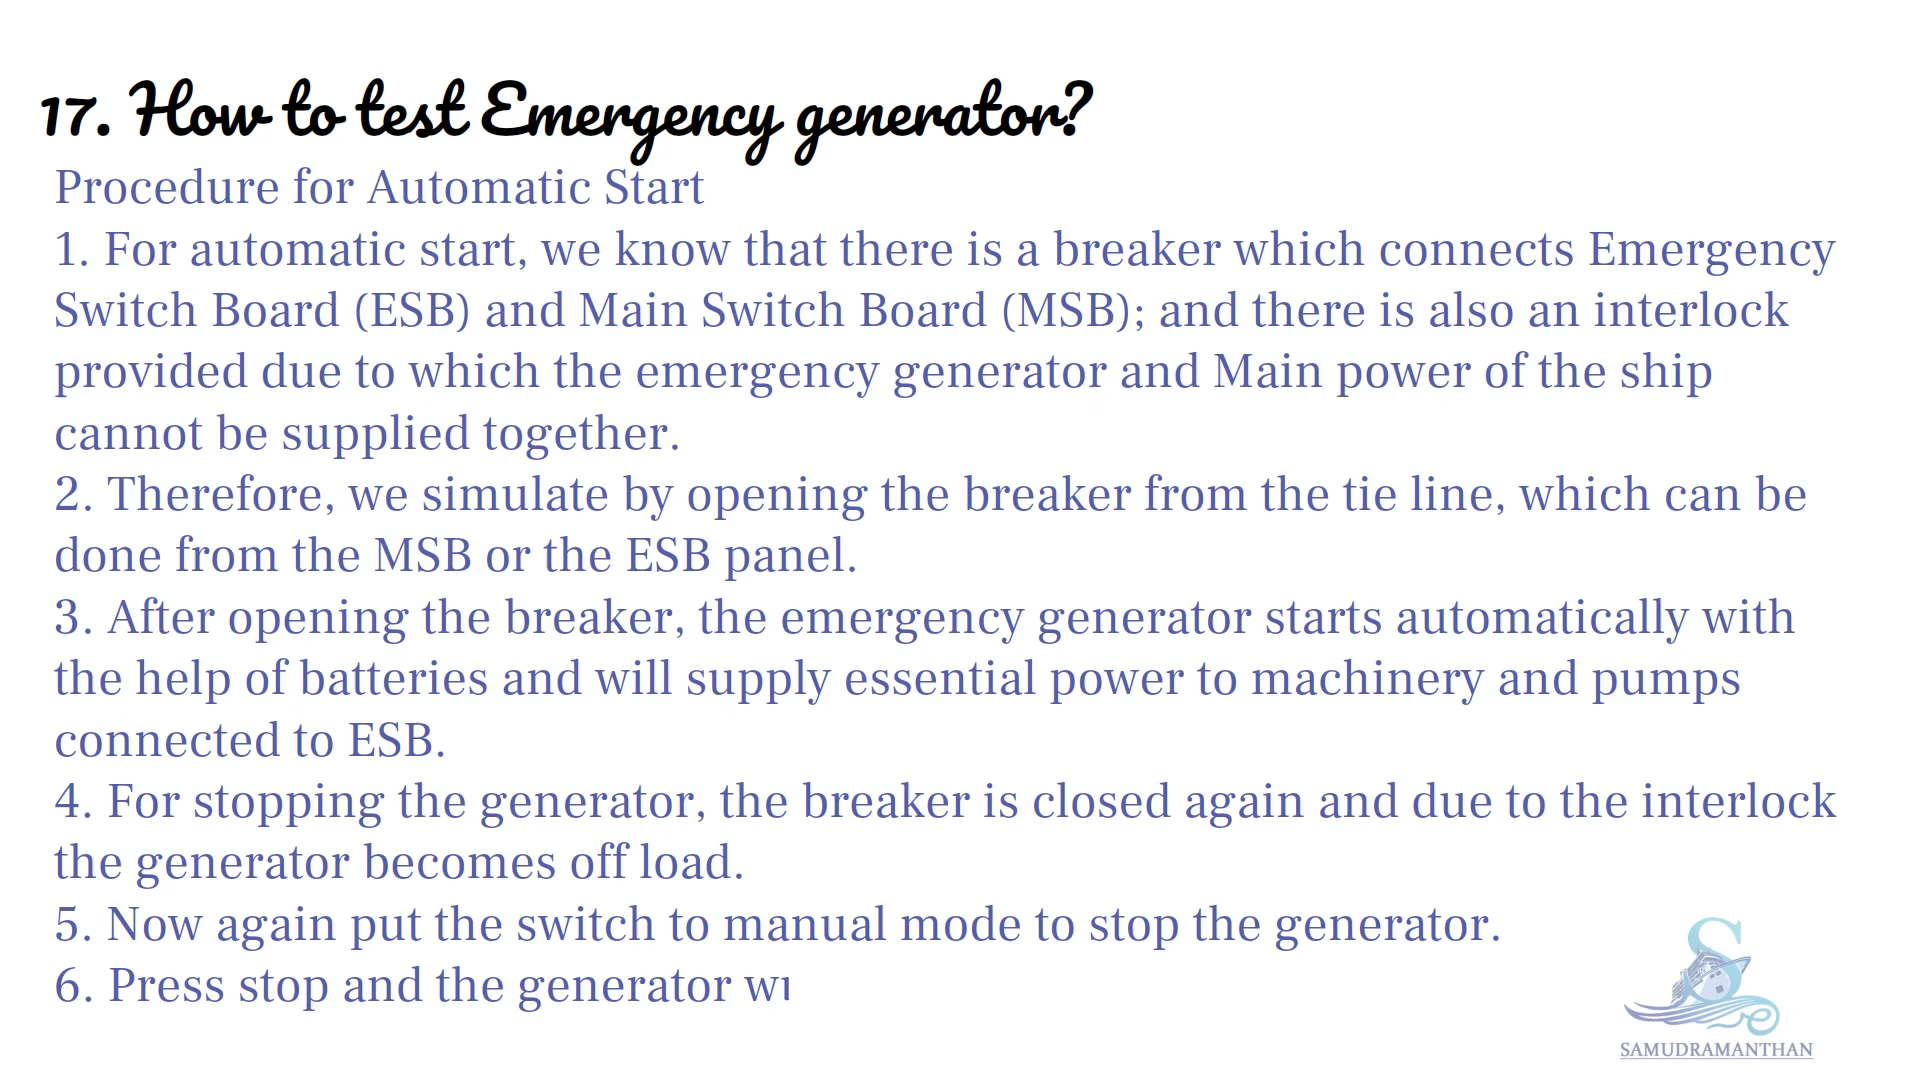 17. How to test Emergency generator?
Procedure for Automatic Start
1. For automatic start, we know that there is a breaker which connects Emergency
Switch Board (ESB) and Main Switch Board (MSB); and there is also an interlock
provided due to which the emergency generator and Main power of the ship
cannot be supplied together.
2. Therefore, we simulate by opening the breaker from the tie line, which can be
done from the MSB or the ESB panel.
3. After opening the breaker, the emergency generator starts automatically with
the help of batteries and will supply essential power to machinery and pumps
connected to ESB.
4. For stopping the generator, the breaker is closed again and due to the interlock
the generator becomes off load.
5. Now again put the switch to manual mode to stop the generator.
6. Press stop and the generator
SAMUDRAMANTHAN